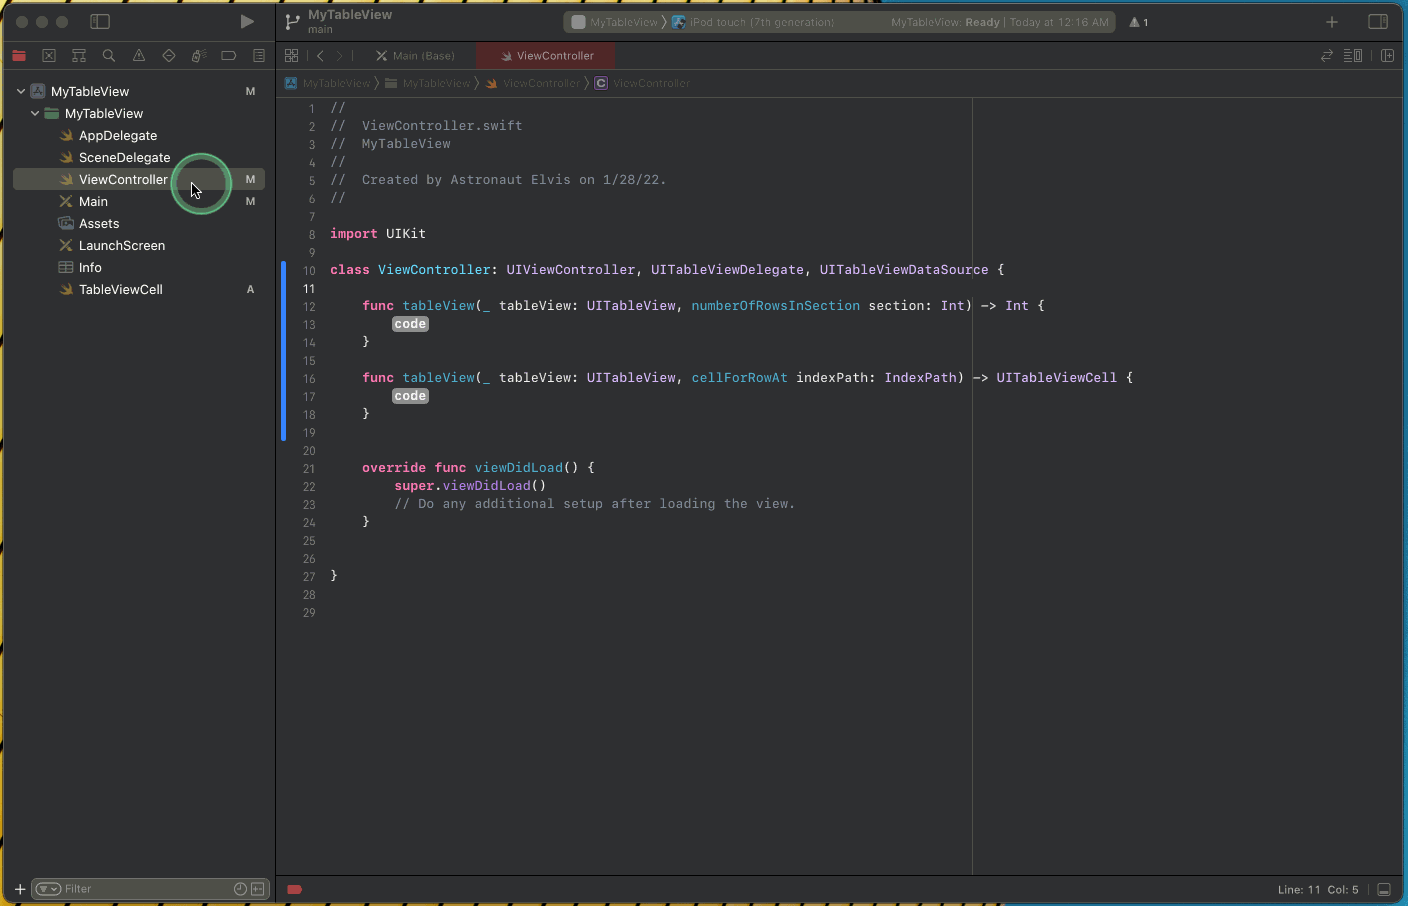 MyTableView
main
MyTableView
iPod touch (7th generation)
MyTableView: Ready | Today at 12:16 AM
1
Main (Base)
ViewController
MyTableView
MyTableView
ViewController
C
ViewController
MyTableView M
MyTableView
AppDelegate
SceneDelegate
ViewController M
Main M
Assets
LaunchScreen
Info
TableViewCell A
Filter
1 //
2 //  ViewController.swift
3 //  MyTableView
4 //
5 //  Created by Astronaut Elvis on 1/28/22.
6 //
7
8 import UIKit
9
10 class ViewController: UIViewController, UITableViewDelegate, UITableViewDataSource {
11
12     func tableView(_ tableView: UITableView, numberOfRowsInSection section: Int) -> Int {
13         code
14     }
15
16     func tableView(_ tableView: UITableView, cellForRowAt indexPath: IndexPath) -> UITableViewCell {
17         code
18     }
19
20
21     override func viewDidLoad() {
22         super.viewDidLoad()
23         // Do any additional setup after loading the view.
24     }
25
26
27 }
28
29
Line: 11 Col: 5